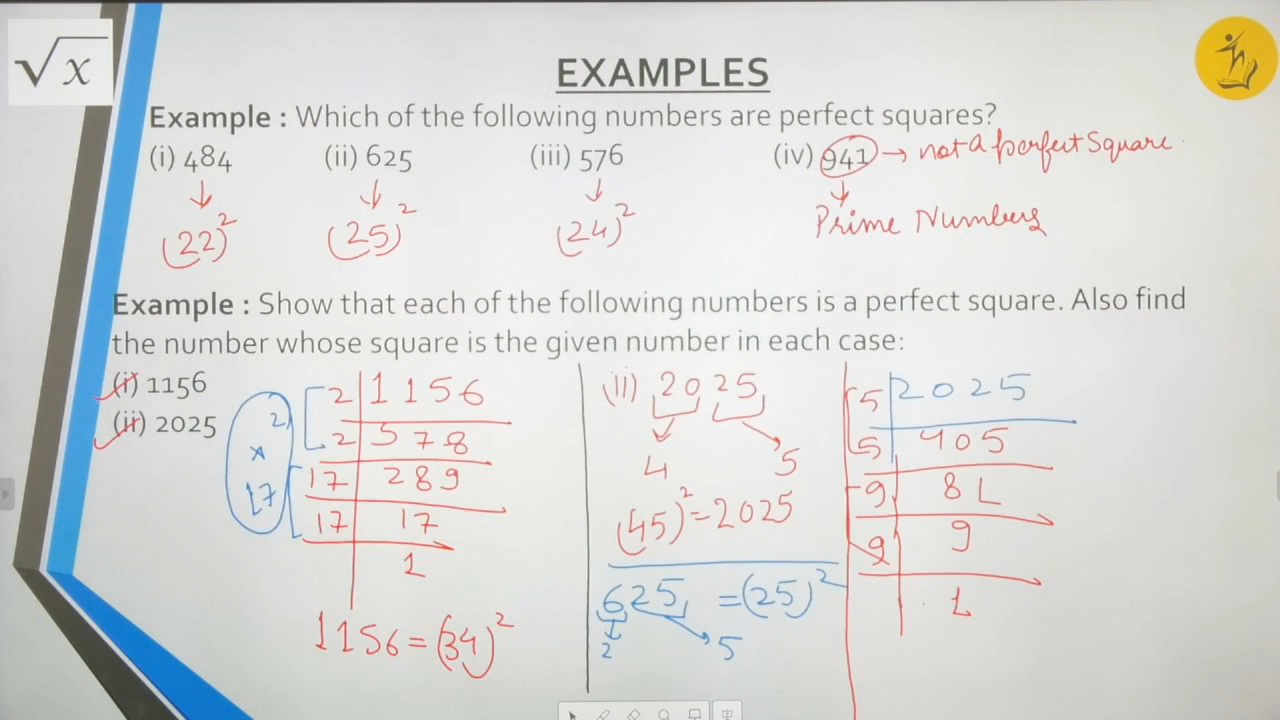 √x
EXAMPLES
Example : Which of the following numbers are perfect squares?
(i) 484 (ii) 625 (iii) 576 (iv) 941 → not a perfect Square
(22)² (25)² (24)² Prime Numbers
Example : Show that each of the following numbers is a perfect square. Also find
the number whose square is the given number in each case:
(i) 1156
(ii) 2025
2 1156
2 578
17 289
17 17
1
2
×
17
1156 = (34)²
(ii) 2025
4 5
(45)² = 2025
625 = (25)²
2 5
5 2025
5 405
9 81
9 9
1